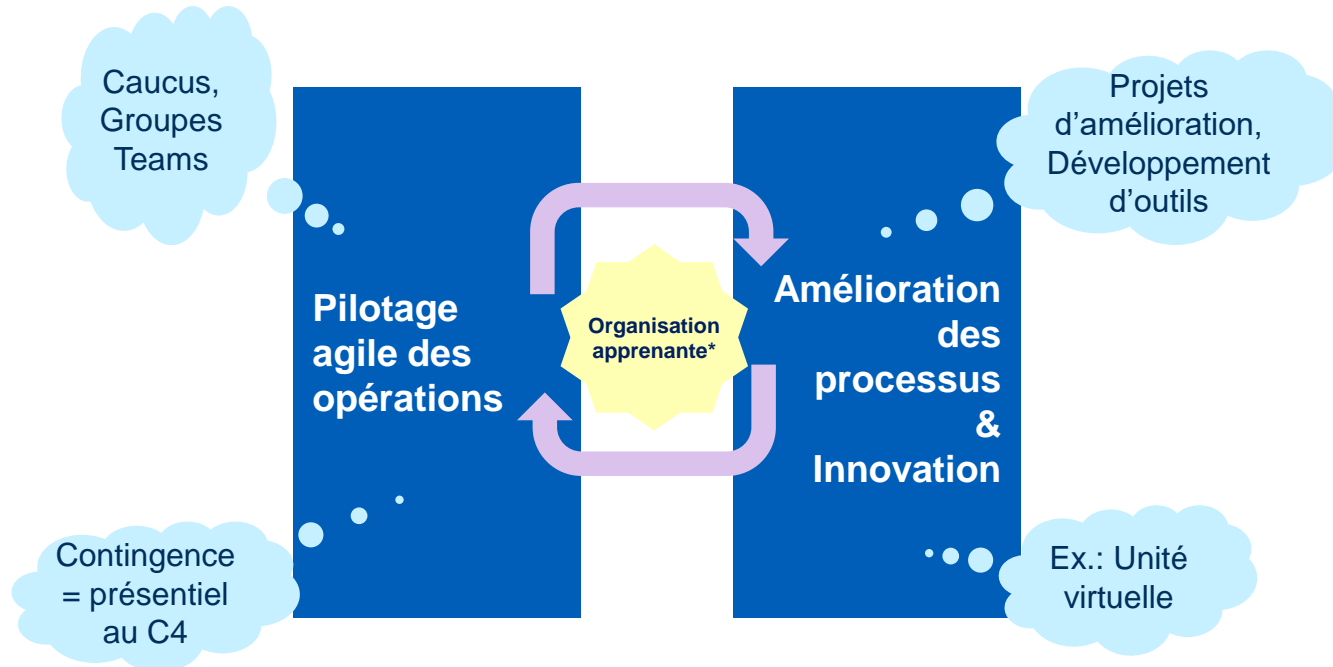 Caucus,
Groupes
Teams
Projets
d’amélioration,
Développement
d’outils
Pilotage
agile des
opérations
Organisation
apprenante*
Amélioration
des
processus
&
Innovation
Contingence
= présentiel
au C4
Ex.: Unité
virtuelle